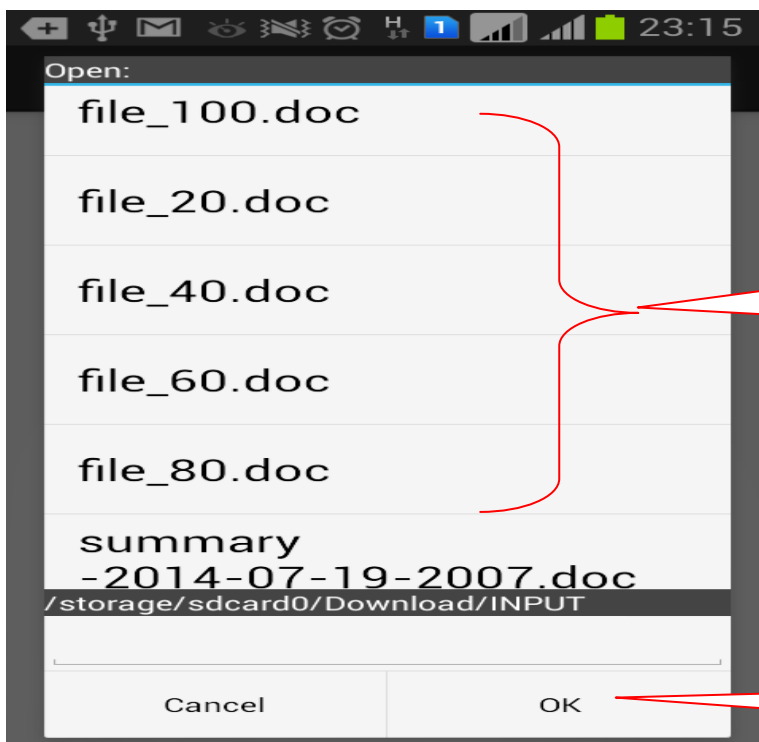 H 1 23:15
Open:
file_100.doc
file_20.doc
file_40.doc
file_60.doc
file_80.doc
summary
-2014-07-19-2007.doc
/storage/sdcard0/Download/INPUT
Cancel OK